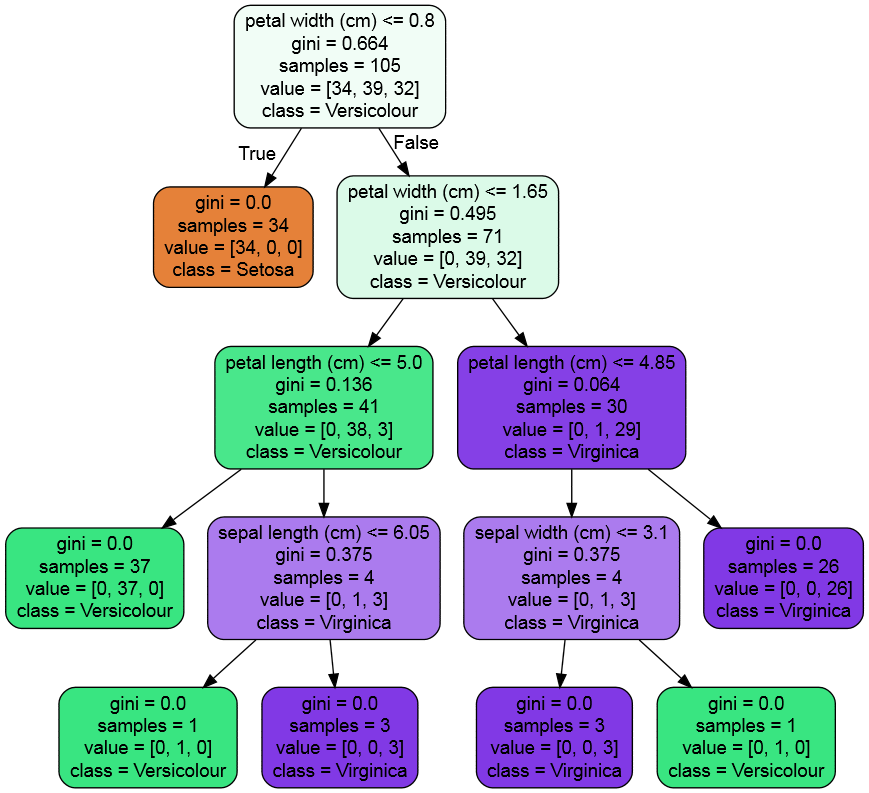 petal width (cm) <= 0.8
gini = 0.664
samples = 105
value = [34, 39, 32]
class = Versicolour
True
False
gini = 0.0
samples = 34
value = [34, 0, 0]
class = Setosa
petal width (cm) <= 1.65
gini = 0.495
samples = 71
value = [0, 39, 32]
class = Versicolour
petal length (cm) <= 5.0
gini = 0.136
samples = 41
value = [0, 38, 3]
class = Versicolour
petal length (cm) <= 4.85
gini = 0.064
samples = 30
value = [0, 1, 29]
class = Virginica
gini = 0.0
samples = 37
value = [0, 37, 0]
class = Versicolour
sepal length (cm) <= 6.05
gini = 0.375
samples = 4
value = [0, 1, 3]
class = Virginica
sepal width (cm) <= 3.1
gini = 0.375
samples = 4
value = [0, 1, 3]
class = Virginica
gini = 0.0
samples = 26
value = [0, 0, 26]
class = Virginica
gini = 0.0
samples = 1
value = [0, 1, 0]
class = Versicolour
gini = 0.0
samples = 3
value = [0, 0, 3]
class = Virginica
gini = 0.0
samples = 3
value = [0, 0, 3]
class = Virginica
gini = 0.0
samples = 1
value = [0, 1, 0]
class = Versicolour